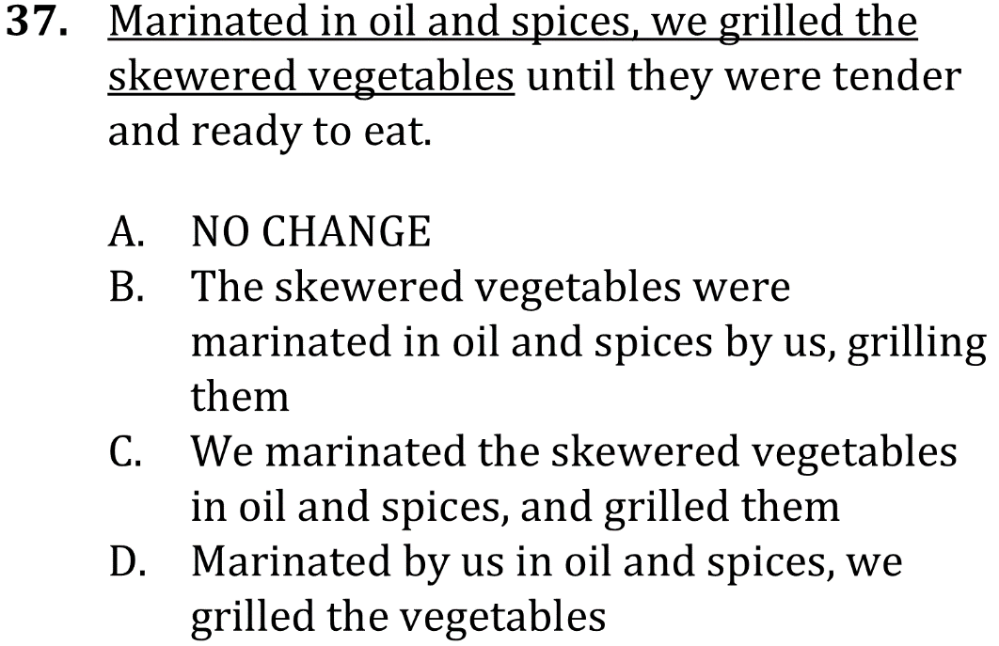 37. Marinated in oil and spices, we grilled the
skewered vegetables until they were tender
and ready to eat.
A. NO CHANGE
B. The skewered vegetables were
marinated in oil and spices by us, grilling
them
C. We marinated the skewered vegetables
in oil and spices, and grilled them
D. Marinated by us in oil and spices, we
grilled the vegetables